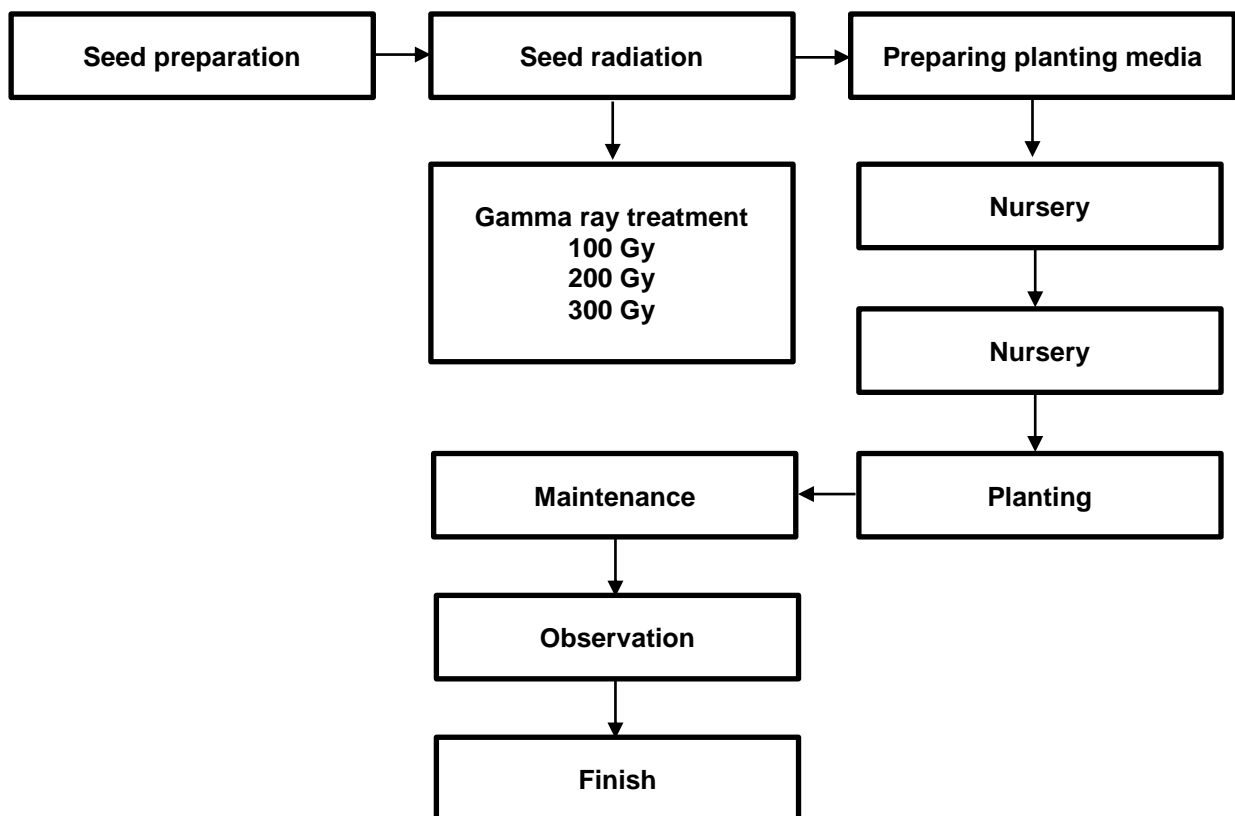 Seed preparation
Seed radiation
Preparing planting media
Gamma ray treatment
100 Gy
200 Gy
300 Gy
Nursery
Nursery
Planting
Maintenance
Observation
Finish